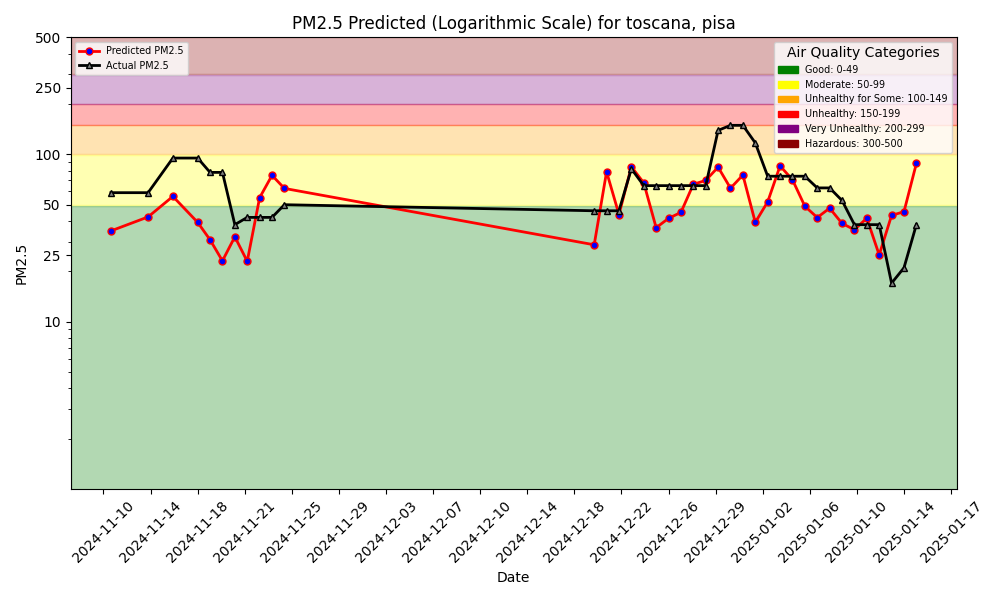 PM2.5 Predicted (Logarithmic Scale) for toscana, pisa
Predicted PM2.5
Actual PM2.5
Air Quality Categories
Good: 0-49
Moderate: 50-99
Unhealthy for Some: 100-149
Unhealthy: 150-199
Very Unhealthy: 200-299
Hazardous: 300-500
500
250
100
50
25
10
PM2.5
2024-11-10
2024-11-14
2024-11-18
2024-11-21
2024-11-25
2024-11-29
2024-12-03
2024-12-07
2024-12-10
2024-12-14
2024-12-18
2024-12-22
2024-12-26
2024-12-29
2025-01-02
2025-01-06
2025-01-10
2025-01-14
2025-01-17
Date